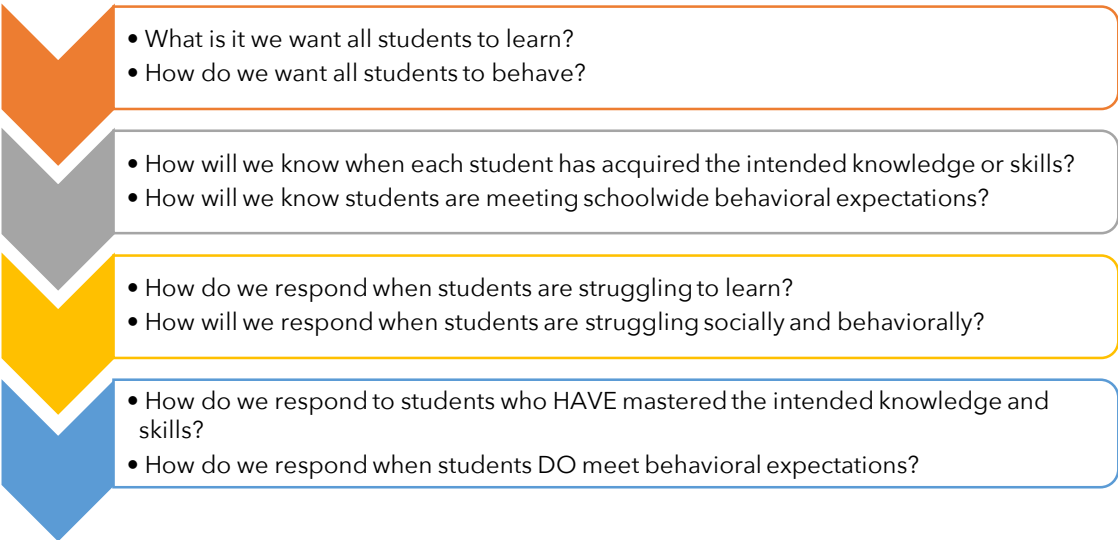 • What is it we want all students to learn?
• How do we want all students to behave?
• How will we know when each student has acquired the intended knowledge or skills?
• How will we know students are meeting schoolwide behavioral expectations?
• How do we respond when students are struggling to learn?
• How will we respond when students are struggling socially and behaviorally?
• How do we respond to students who HAVE mastered the intended knowledge and
skills?
• How do we respond when students DO meet behavioral expectations?